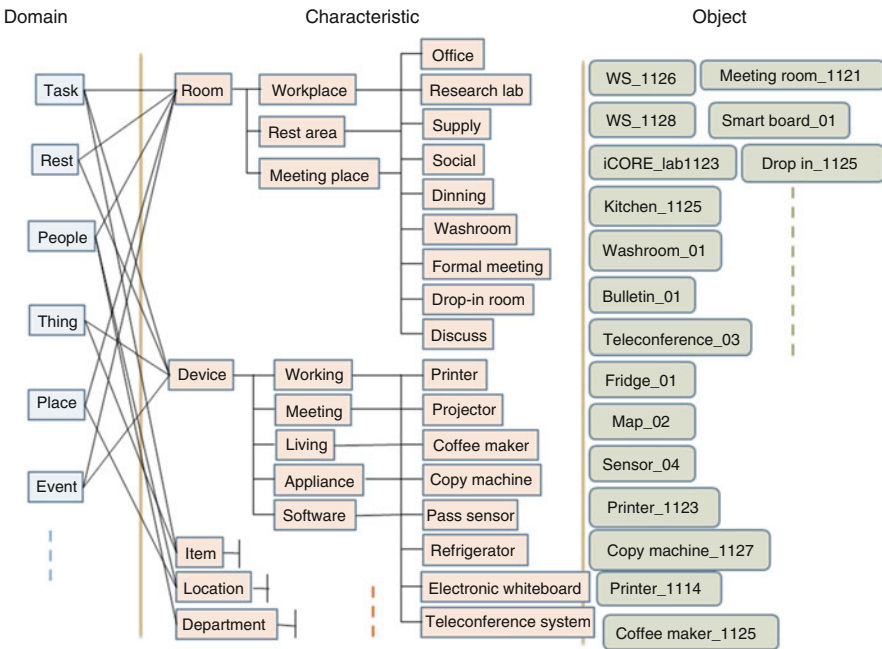 Domain
Characteristic
Object
Task
Rest
People
Thing
Place
Event
Room
Device
Item
Location
Department
Workplace
Rest area
Meeting place
Working
Meeting
Living
Appliance
Software
Office
Research lab
Supply
Social
Dinning
Washroom
Formal meeting
Drop-in room
Discuss
Printer
Projector
Coffee maker
Copy machine
Pass sensor
Refrigerator
Electronic whiteboard
Teleconference system
WS_1126
Meeting room_1121
WS_1128
Smart board_01
iCORE_lab1123
Drop in_1125
Kitchen_1125
Washroom_01
Bulletin_01
Teleconference_03
Fridge_01
Map_02
Sensor_04
Printer_1123
Copy machine_1127
Printer_1114
Coffee maker_1125